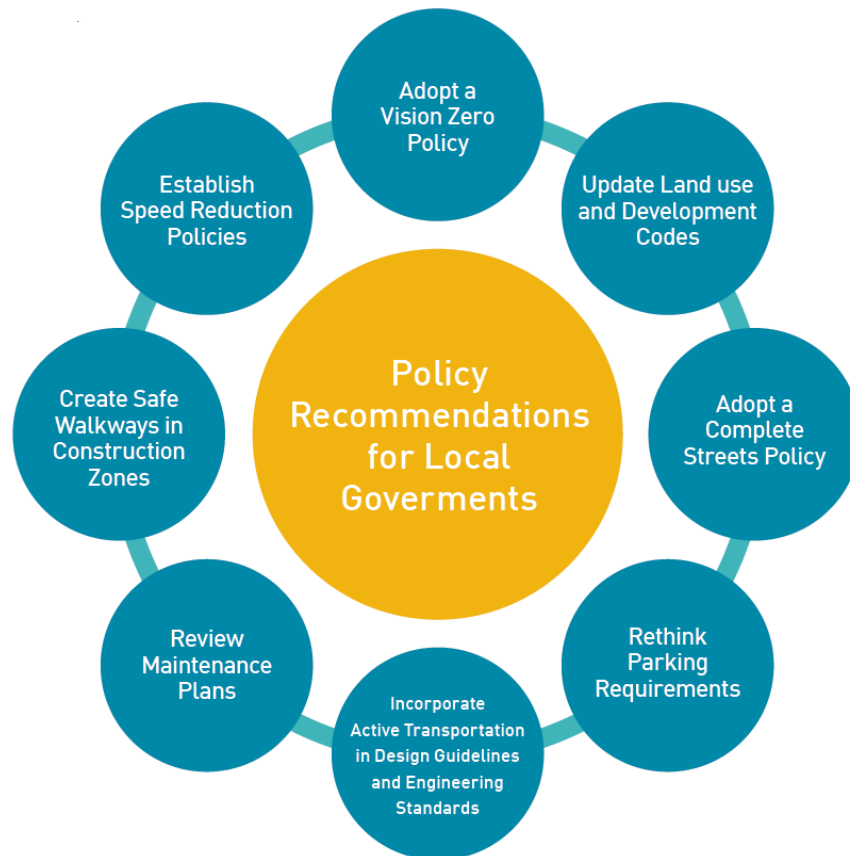 Adopt a
Vision Zero
Policy
Update Land use
and Development
Codes
Adopt a
Complete
Streets Policy
Rethink
Parking
Requirements
Incorporate
Active Transportation
in Design Guidelines
and Engineering
Standards
Review
Maintenance
Plans
Create Safe
Walkways in
Construction
Zones
Establish
Speed Reduction
Policies
Policy
Recommendations
for Local
Goverments